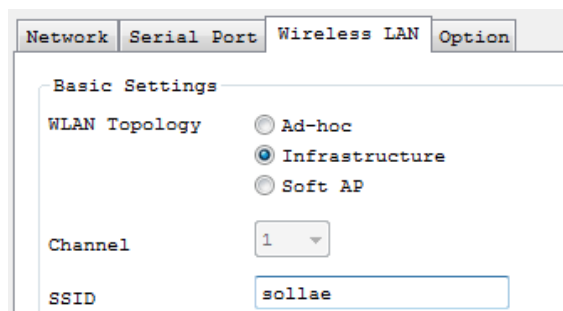 Network Serial Port Wireless LAN Option
Basic Settings
WLAN Topology Ad-hoc
Infrastructure
Soft AP
Channel 1
SSID sollae